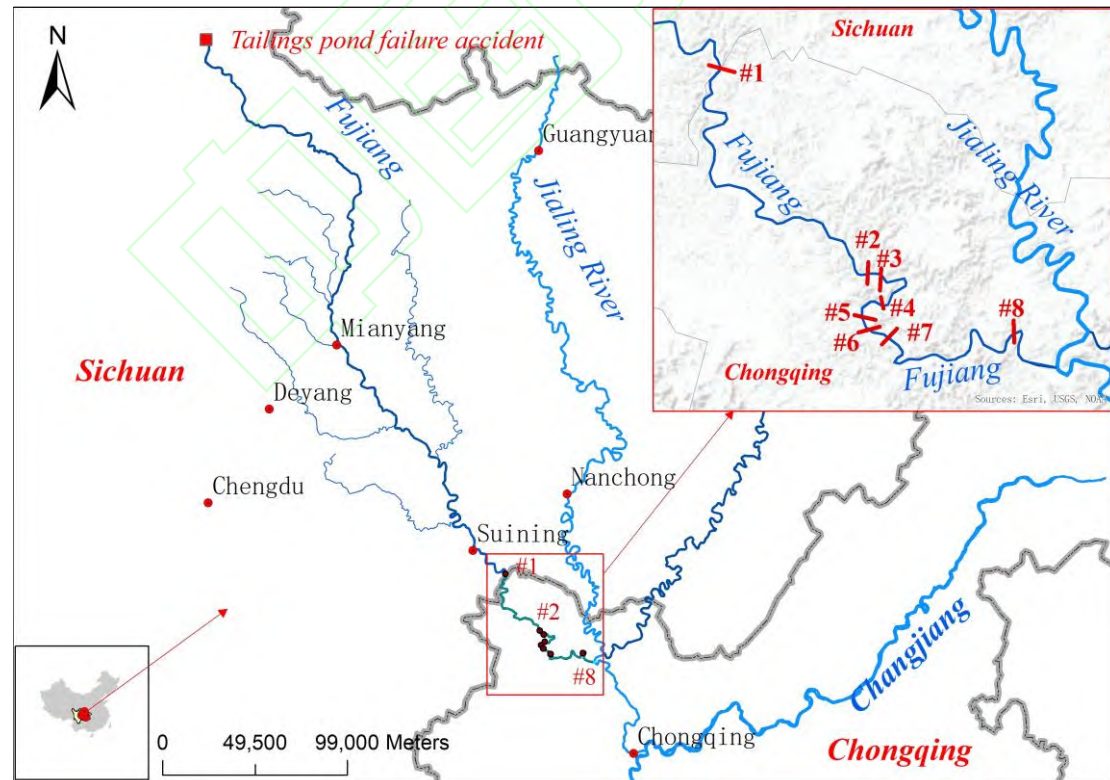 N
Tailings pond failure accident
Fujiang
Guangyuan
Jialing River
Mianyang
Sichuan
Deyang
Chengdu
Nanchong
Suining
#1
#2
#8
Changjiang
Chongqing
Chongqing
0 49,500 99,000 Meters
Sichuan
#1
Fujiang
Jialing River
#2
#3
#4
#5
#6
#7
#8
Chongqing
Fujiang
Sources: Esri, USGS, NOAA